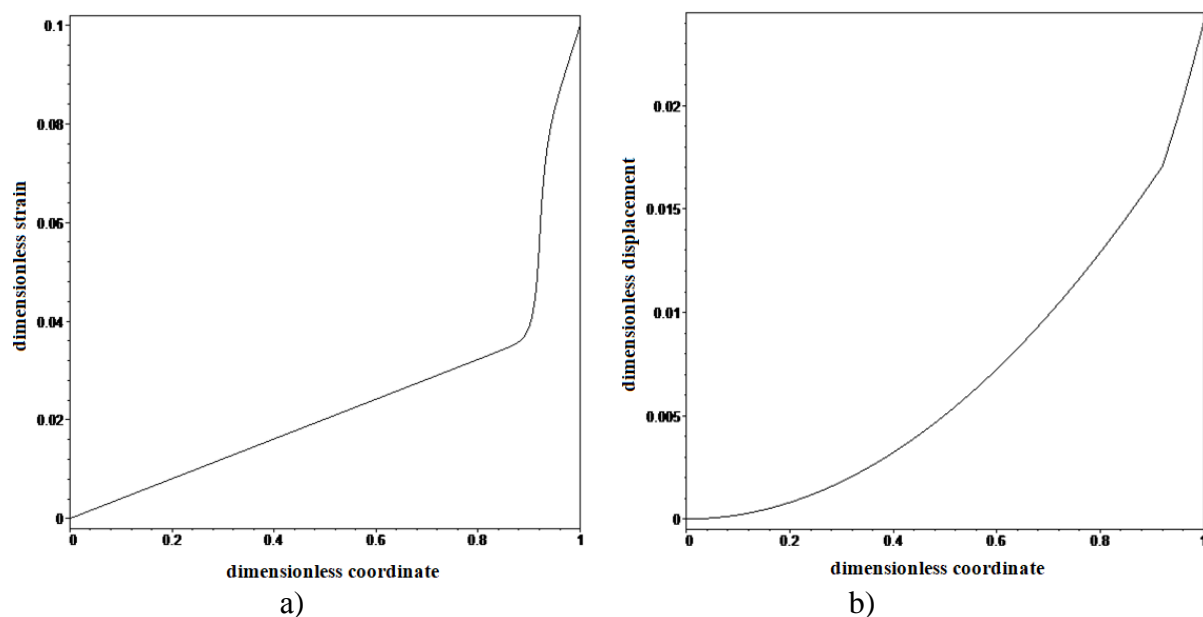 0.1
0.08
0.06
0.04
0.02
0
0 0.2 0.4 0.6 0.8 1
dimensionless strain
dimensionless coordinate
a)
0.02
0.015
0.01
0.005
0
0 0.2 0.4 0.6 0.8 1
dimensionless displacement
dimensionless coordinate
b)